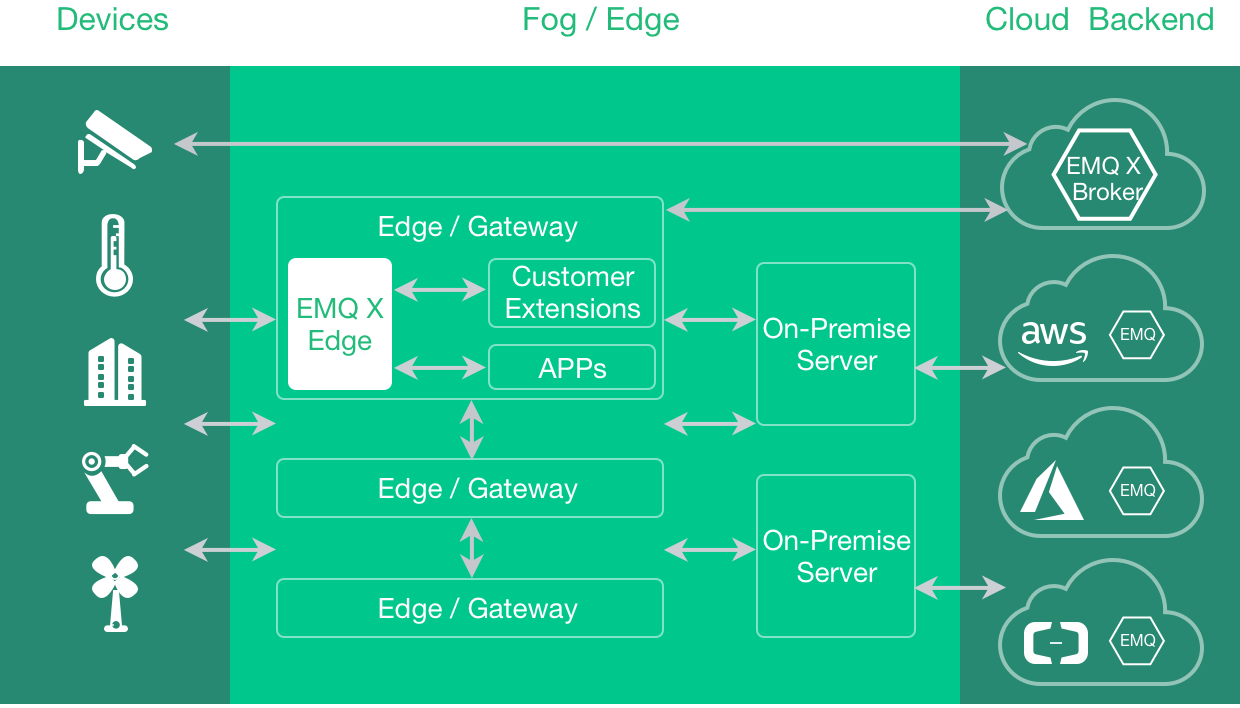 Devices
Fog / Edge
Cloud Backend
EMQ X
Broker
Edge / Gateway
EMQ X
Edge
Customer
Extensions
APPs
On-Premise
Server
aws
EMQ
Edge / Gateway
EMQ
On-Premise
Server
Edge / Gateway
EMQ